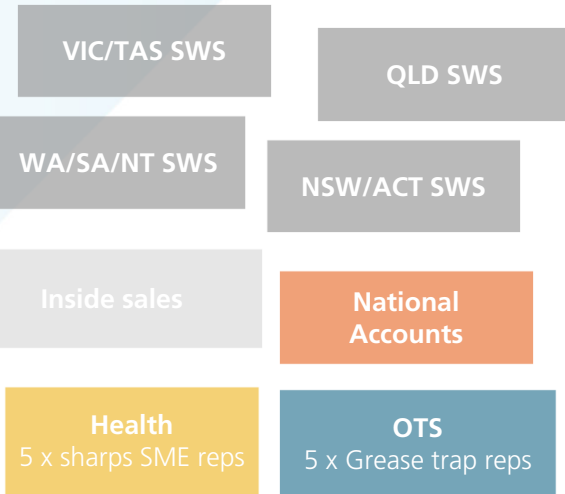 VIC/TAS SWS
QLD SWS
WA/SA/NT SWS
NSW/ACT SWS
Inside sales
National
Accounts
Health
5 x sharps SME reps
OTS
5 x Grease trap reps